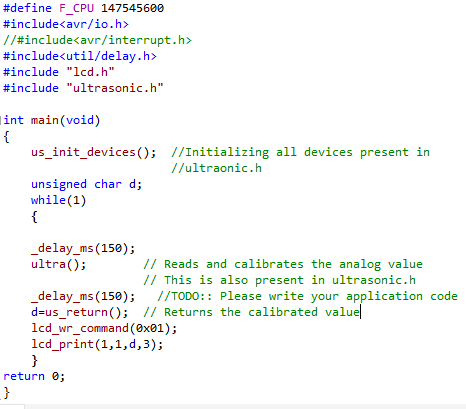 #define F_CPU 147545600
#include<avr/io.h>
//#include<avr/interrupt.h>
#include<util/delay.h>
#include "lcd.h"
#include "ultrasonic.h"
int main(void)
{
us_init_devices(); //Initializing all devices present in
//ultraonic.h
unsigned char d;
while(1)
{
_delay_ms(150);
ultra(); // Reads and calibrates the analog value
// This is also present in ultrasonic.h
_delay_ms(150); //TODO:: Please write your application code
d=us_return(); // Returns the calibrated value
lcd_wr_command(0x01);
lcd_print(1,1,d,3);
}
return 0;
}